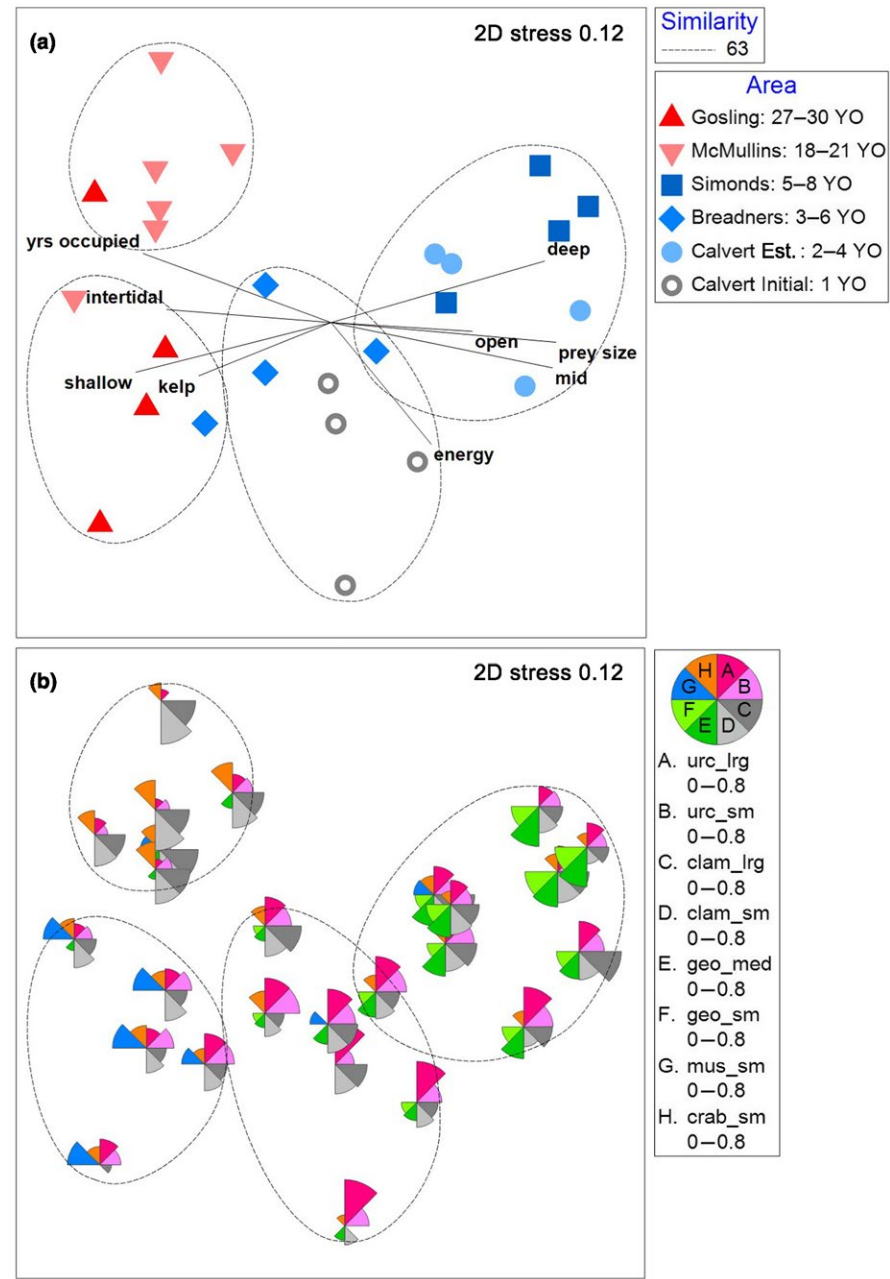 (a)
2D stress 0.12
Similarity
63
Area
Gosling: 27–30 YO
McMullins: 18–21 YO
Simonds: 5–8 YO
Breadners: 3–6 YO
Calvert Est.: 2–4 YO
Calvert Initial: 1 YO
yrs occupied
deep
intertidal
open
prey size
shallow
kelp
mid
energy
(b)
2D stress 0.12
H A
G B
F C
E D
A. urc_lrg
0–0.8
B. urc_sm
0–0.8
C. clam_lrg
0–0.8
D. clam_sm
0–0.8
E. geo_med
0–0.8
F. geo_sm
0–0.8
G. mus_sm
0–0.8
H. crab_sm
0–0.8